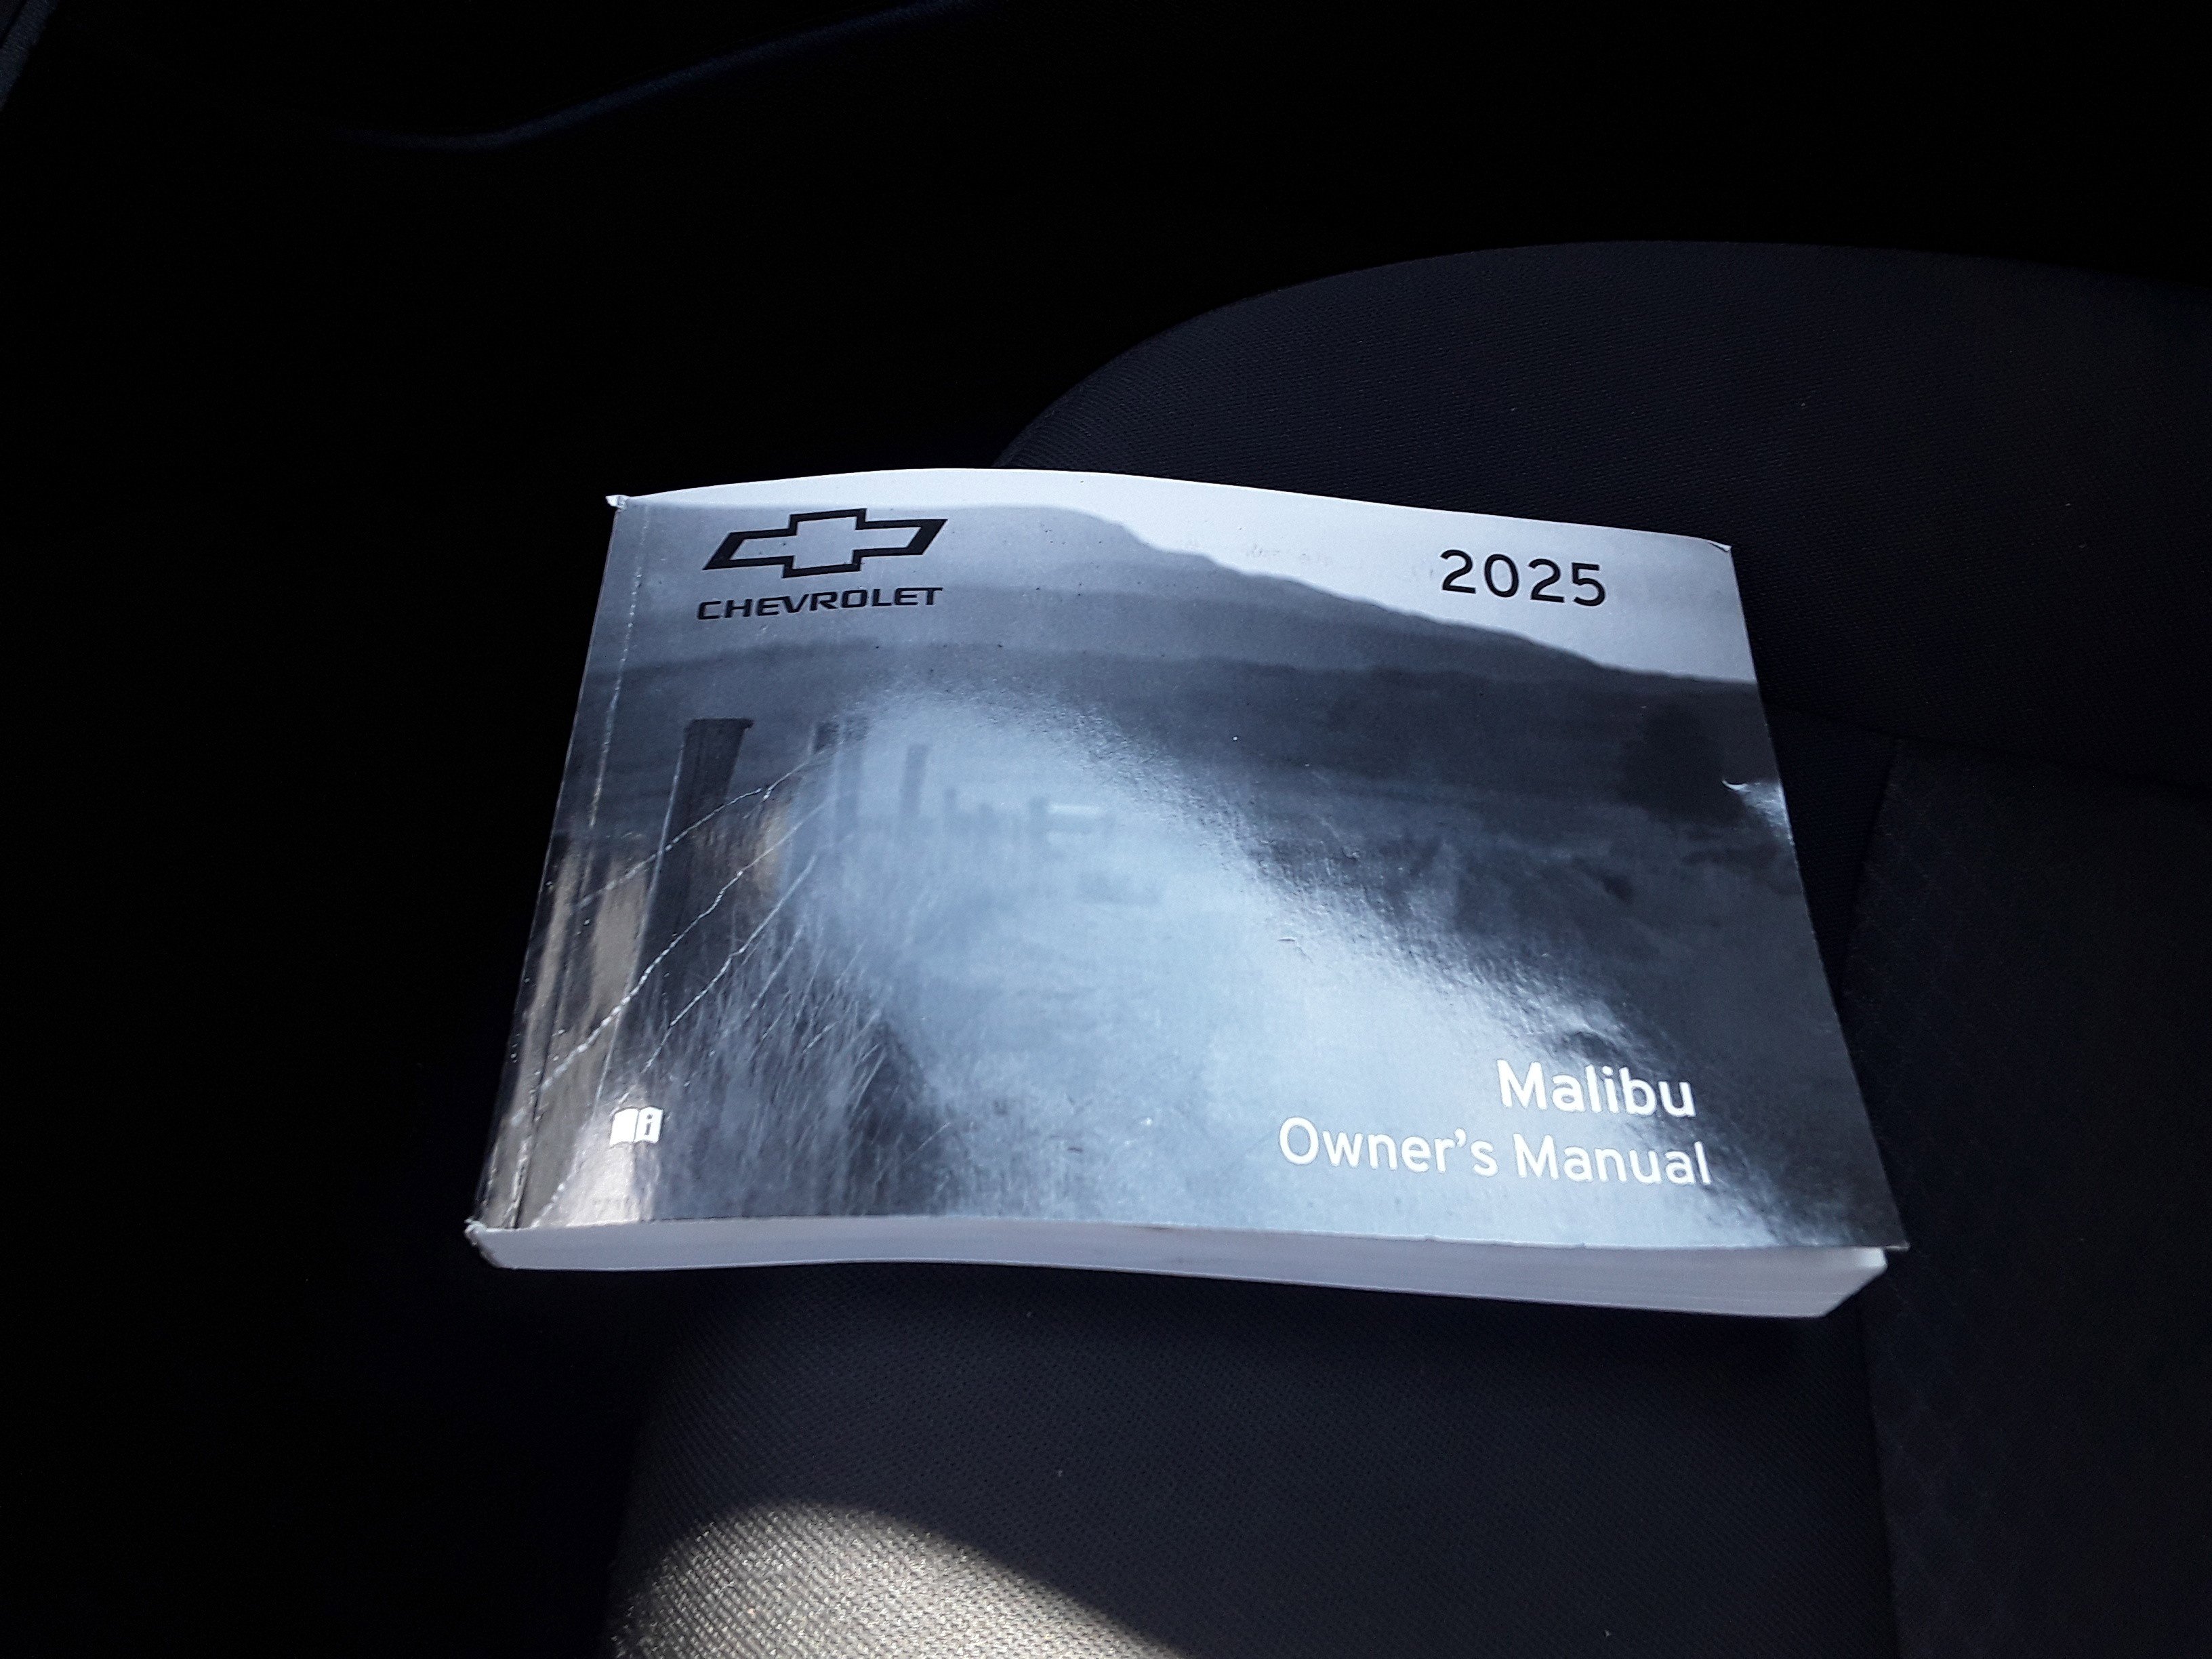 CHEVROLET
2025
Malibu
Owner's Manual